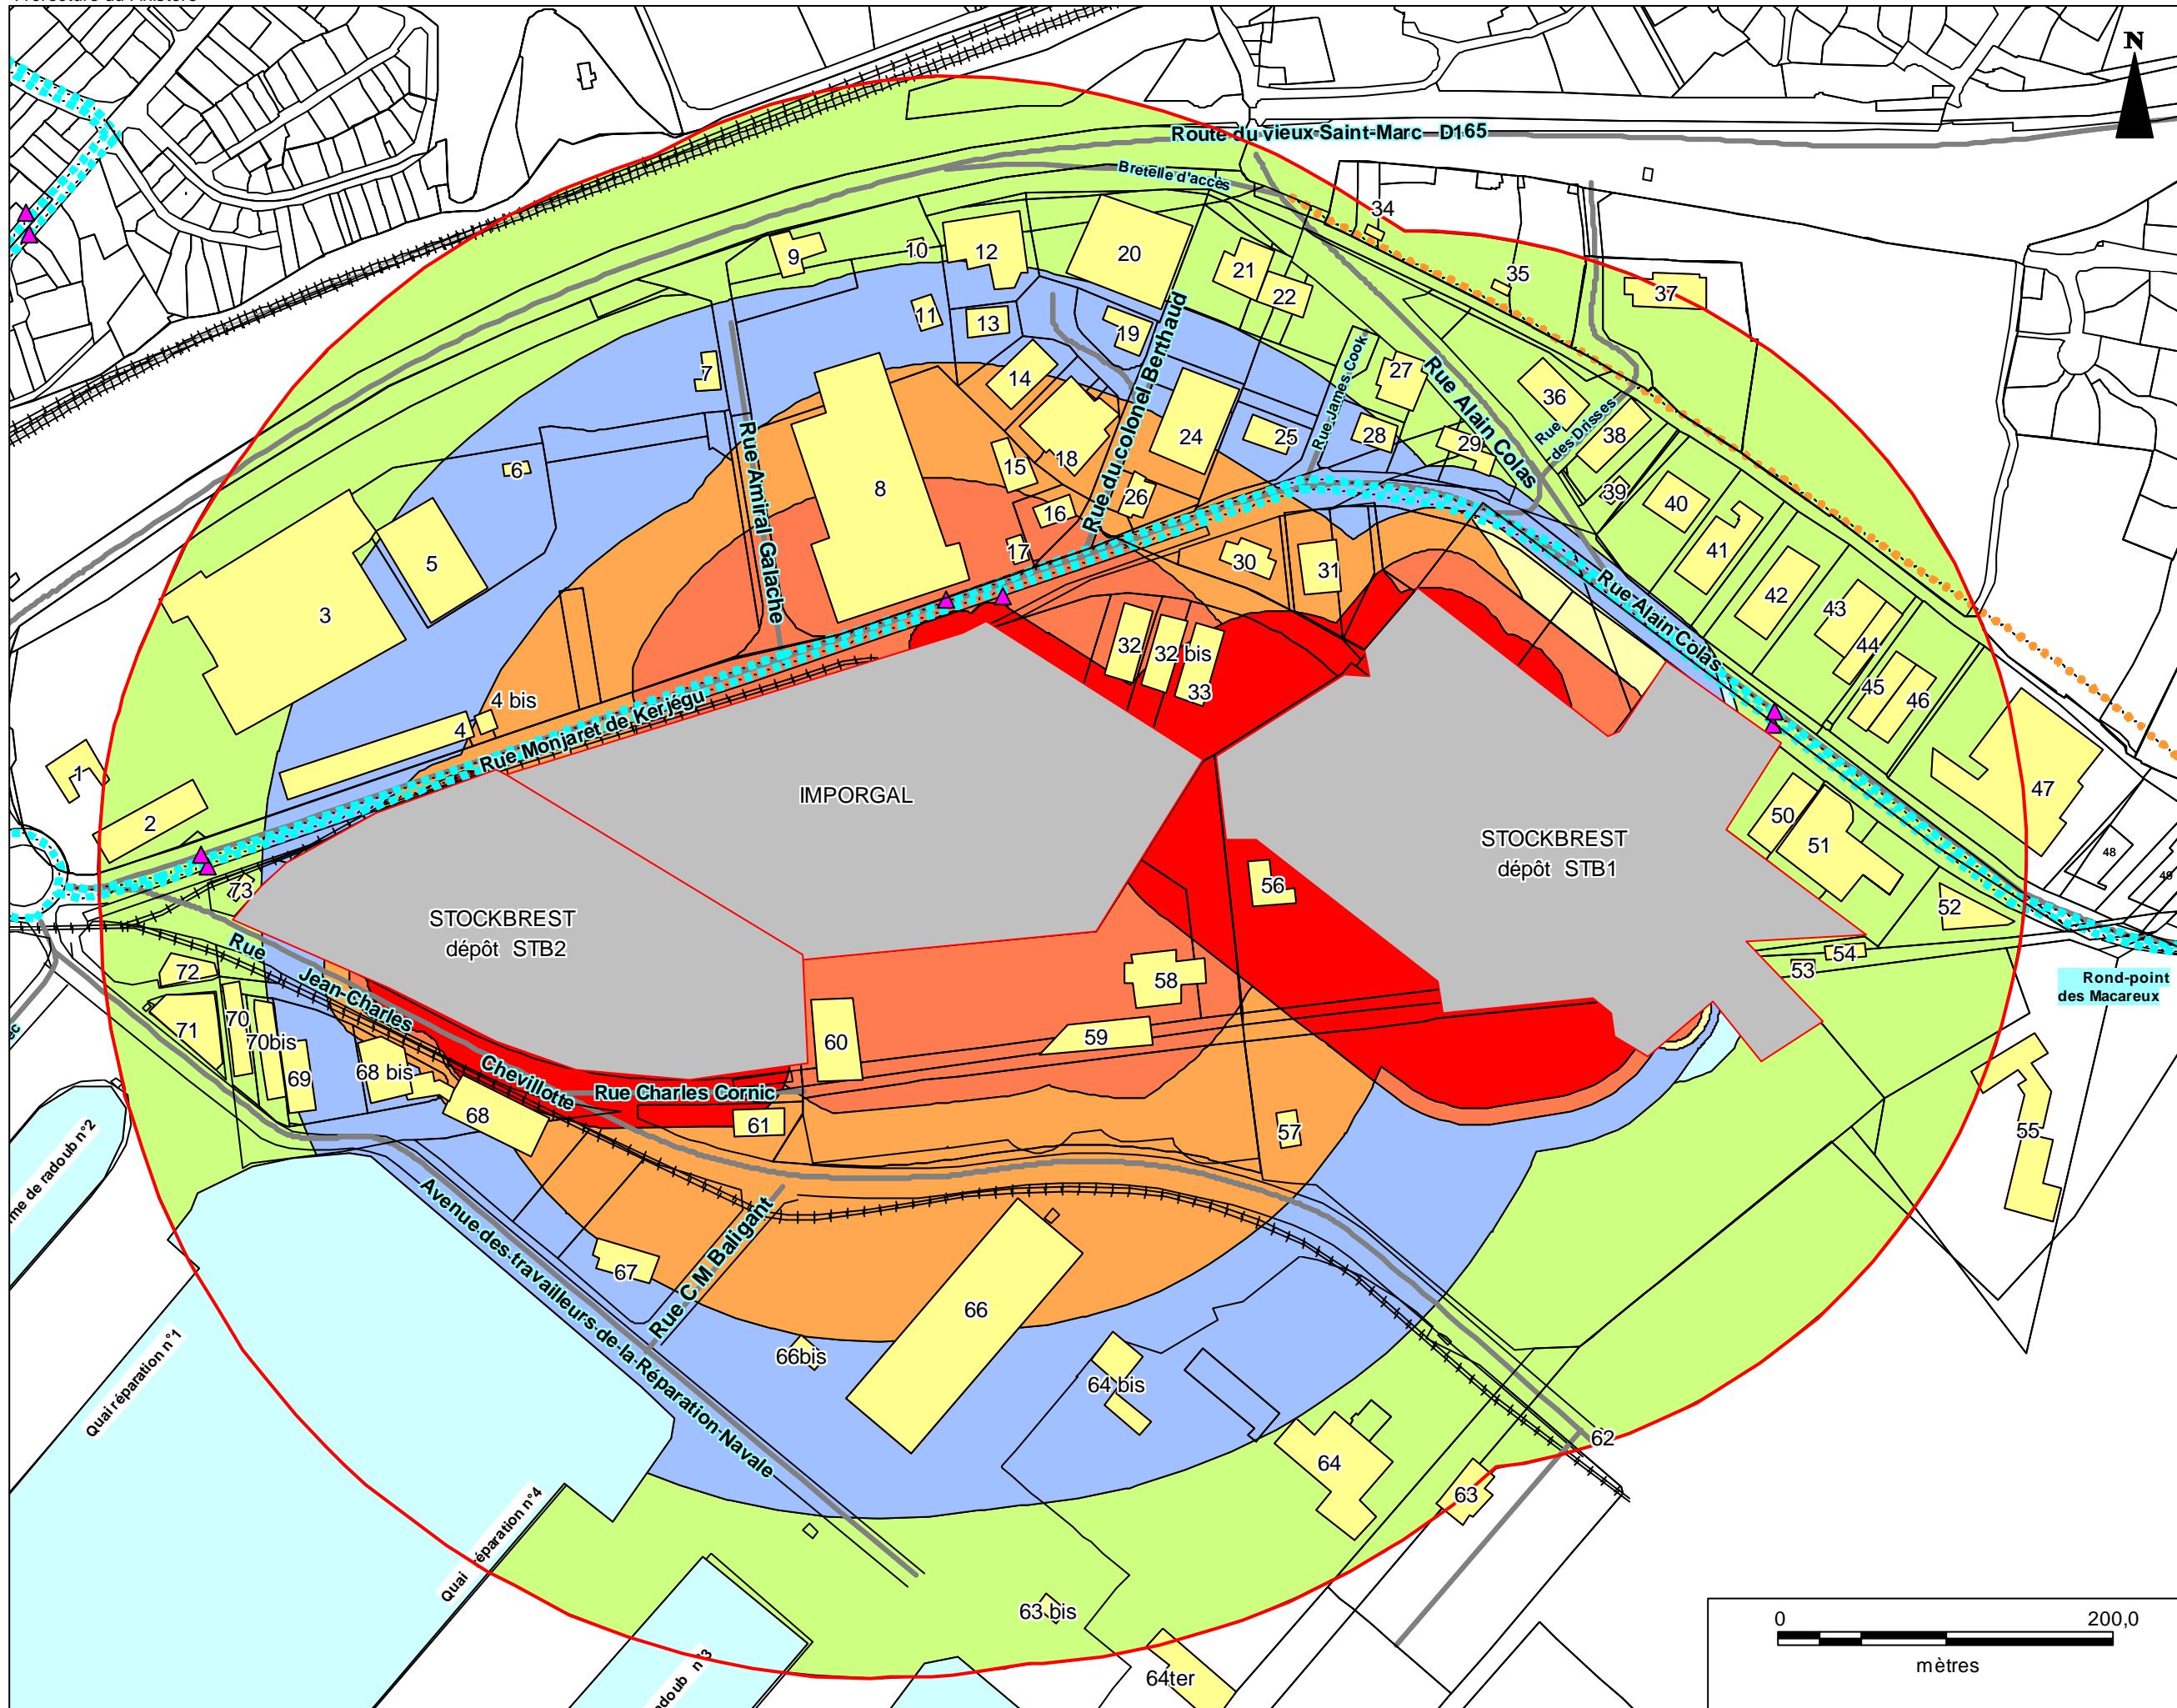 Préfecture du Finistère
N
Route du vieux Saint-Marc D165
Bretelle d'accès
34
35
37
9
10
12
20
21
22
11
13
19
7
14
27
36
Rue James Cook
Rue Alain Colas
Rue du colonel Berthaud
Rue des Drisses
38
6
8
15
18
24
25
28
29
39
40
16
26
17
41
Rue Amiral Galache
5
3
30
31
42
43
44
45
46
Rue Alain Colas
32
32 bis
33
4 bis
4
Rue Monjaret de Kerjégu
1
2
47
IMPORGAL
STOCKBREST
dépôt STB1
50
51
48
49
56
73
52
STOCKBREST
dépôt STB2
54
53
Rond-point
des Macareux
Rue Jean-Charles Chevillotte
72
71
70
70bis
69
68 bis
68
58
60
59
Rue Charles Cornic
61
57
55
radoub n°2
Avenue des travailleurs de la Réparation Navale
Rue C M Baligant
67
66
66bis
64 bis
Quai réparation n°1
64
62
63
Quai réparation n°4
63 bis
64ter
n°3
0
200,0
mètres